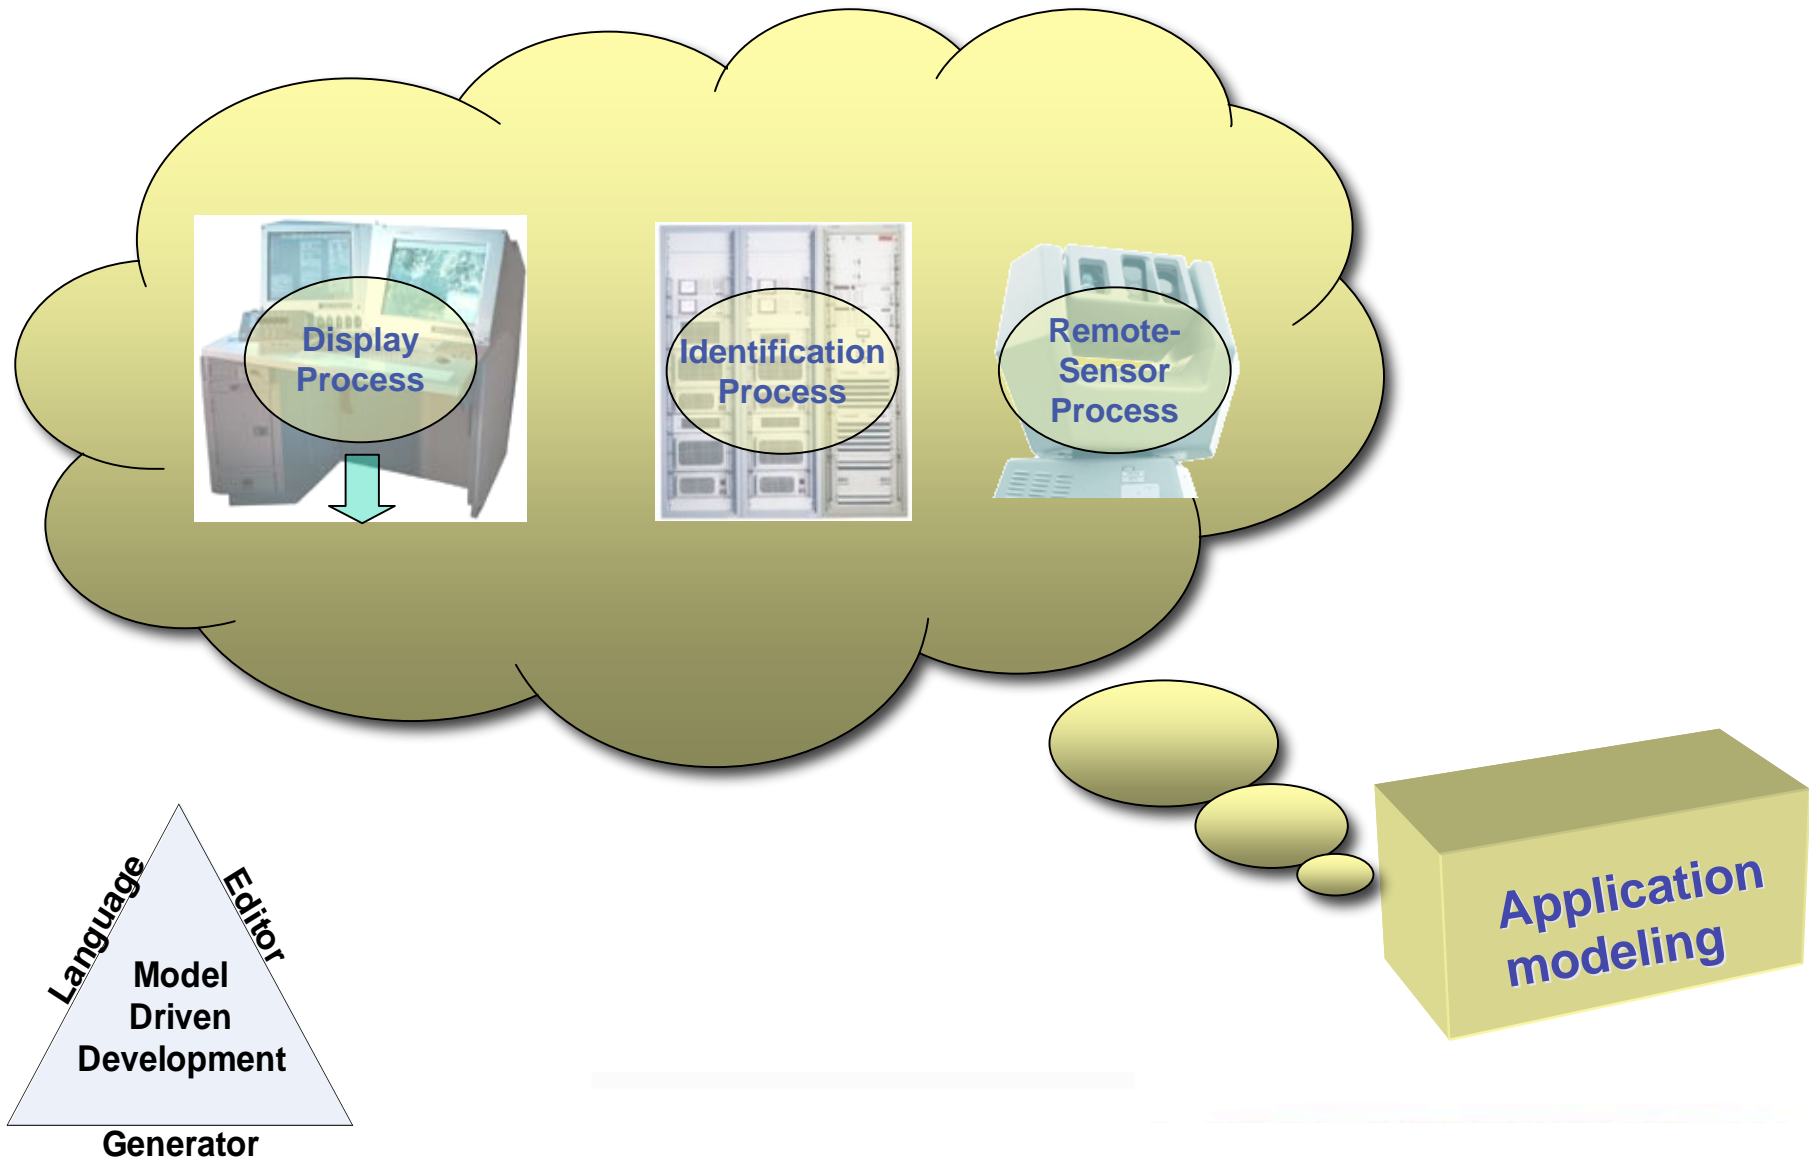 Display
Process
Identification
Process
Remote-
Sensor
Process
Application
modeling
Language
Editor
Model
Driven
Development
Generator